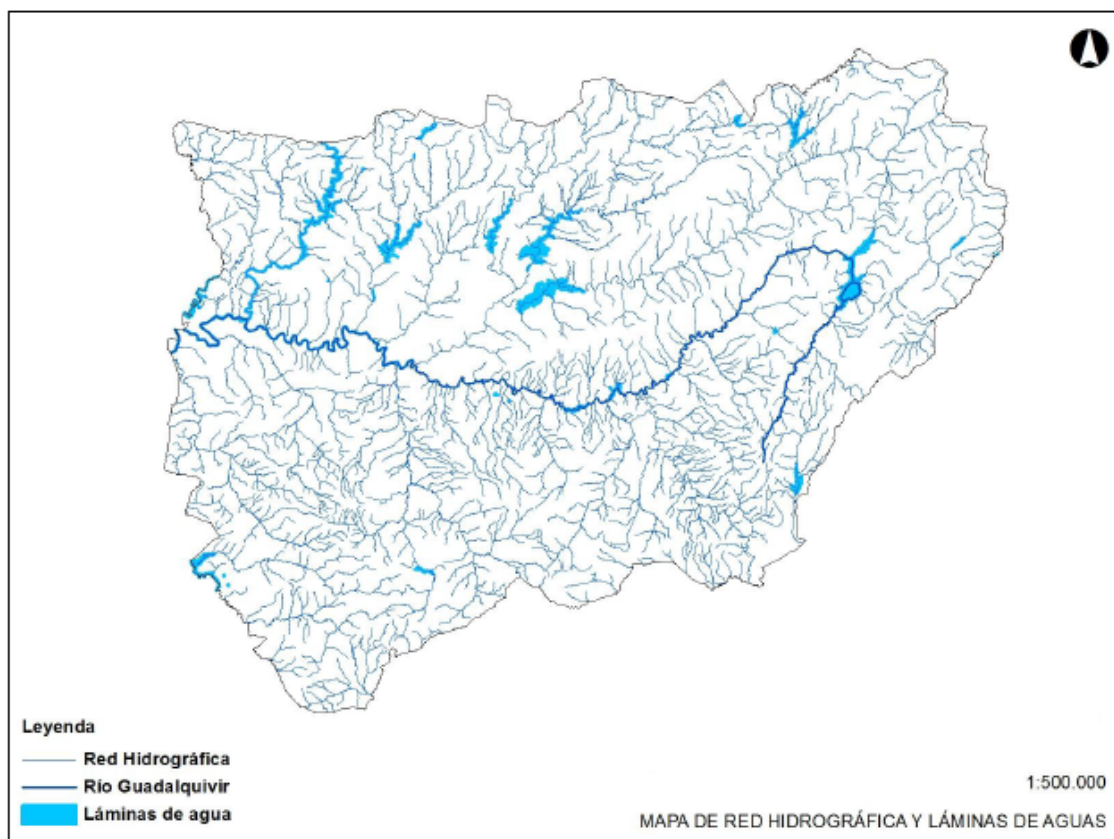 Leyenda
Red Hidrográfica
Río Guadalquivir
Láminas de agua
1:500.000
MAPA DE RED HIDROGRÁFICA Y LÁMINAS DE AGUAS